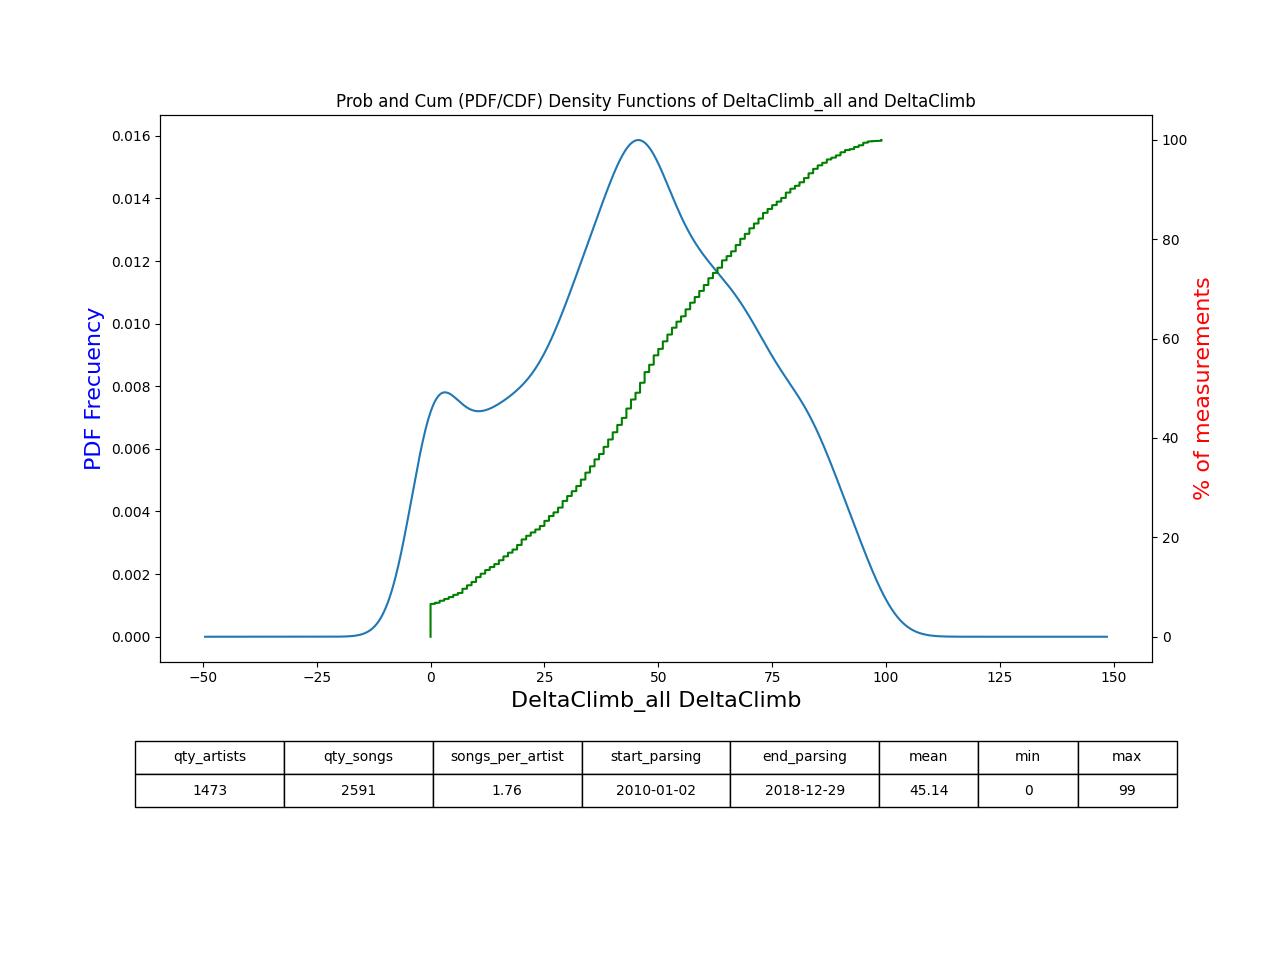 Prob and Cum (PDF/CDF) Density Functions of DeltaClimb_all and DeltaClimb
PDF Frecuency
0.016
0.014
0.012
0.010
0.008
0.006
0.004
0.002
0.000
100
80
60
40
20
0
% of measurements
−50 −25 0 25 50 75 100 125 150
DeltaClimb_all DeltaClimb
qty_artists qty_songs songs_per_artist start_parsing end_parsing mean min max
1473 2591 1.76 2010-01-02 2018-12-29 45.14 0 99